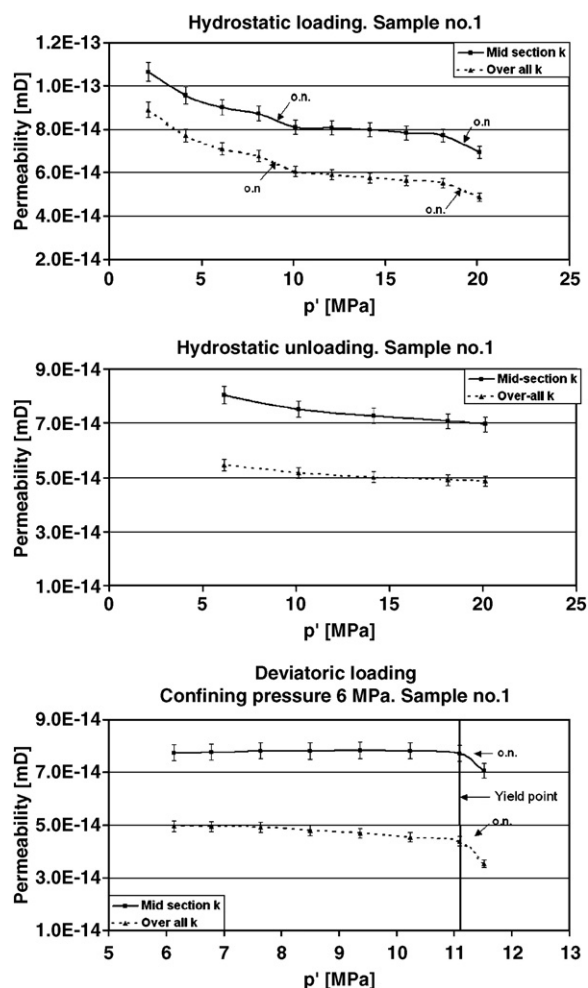 Hydrostatic loading. Sample no.1
1.2E-13
1.0E-13
8.0E-14
6.0E-14
4.0E-14
2.0E-14
Permeability [mD]
Mid section k
Over all k
o.n.
o.n
o.n
o.n.
0 5 10 15 20 25
p' [MPa]
Hydrostatic unloading. Sample no.1
9.0E-14
7.0E-14
5.0E-14
3.0E-14
1.0E-14
Permeability [mD]
Mid-section k
Over-all k
0 5 10 15 20 25
p' [MPa]
Deviatoric loading
Confining pressure 6 MPa. Sample no.1
9.0E-14
7.0E-14
5.0E-14
3.0E-14
1.0E-14
Permeability [mD]
o.n.
Yield point
o.n.
Mid section k
Over all k
5 6 7 8 9 10 11 12 13
p' [MPa]